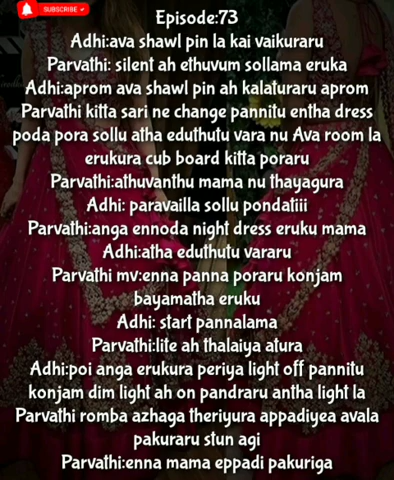 SUBSCRIBE
Episode:73
Adhi:ava shawl pin la kai vaikuraru
Parvathi: silent ah ethuvum sollama eruka
Adhi:aprom ava shawl pin ah kalaturaru aprom
Parvathi kitta sari ne change pannitu entha dress
poda pora sollu atha eduthutu vara nu Ava room la
erukura cub board kitta poraru
Parvathi:athuvanthu mama nu thayagura
Adhi: paravailla sollu pondatiii
Parvathi:anga ennoda night dress eruku mama
Adhi:atha eduthutu vararu
Parvathi mv:enna panna poraru konjam
bayamatha eruku
Adhi: start pannalama
Parvathi:lite ah thalaiya atura
Adhi:poi anga erukura periya light off pannitu
konjam dim light ah on pandraru antha light la
Parvathi romba azhaga theriyura appadiyea avala
pakuraru stun agi
Parvathi:enna mama eppadi pakuriga